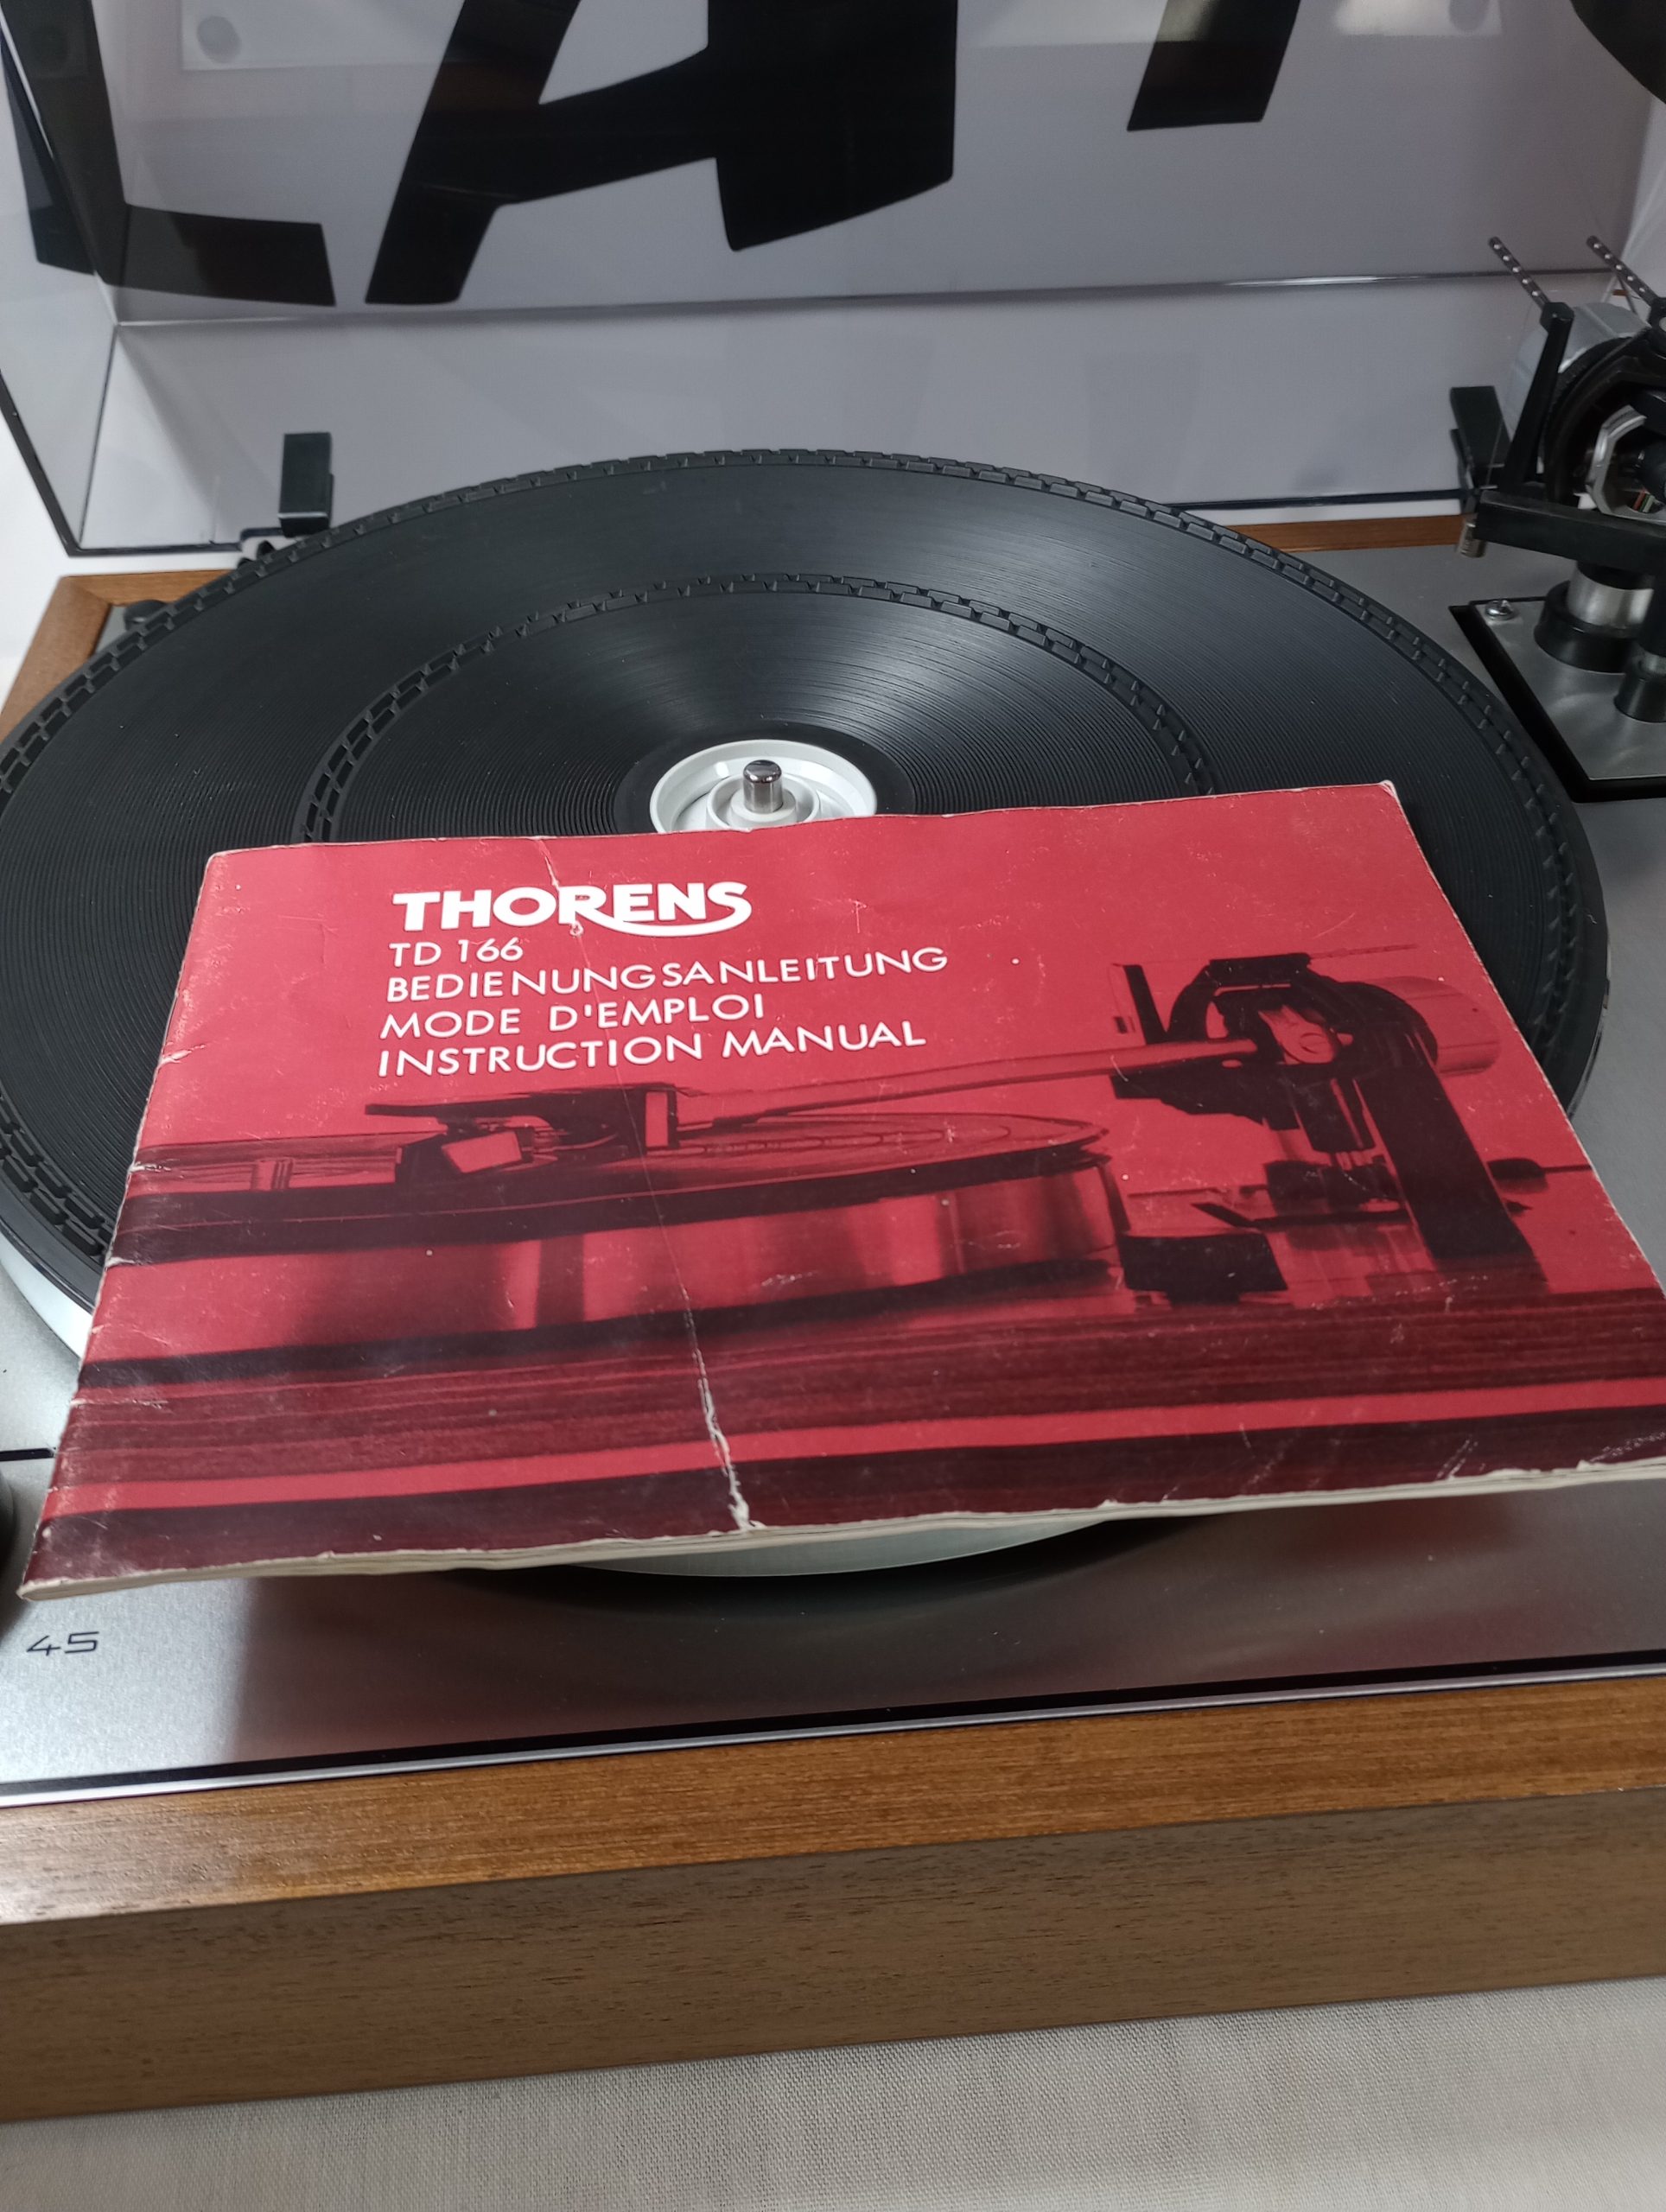 THORENS
TD 166
BEDIENUNGSANLEITUNG
MODE D'EMPLOI
INSTRUCTION MANUAL
45